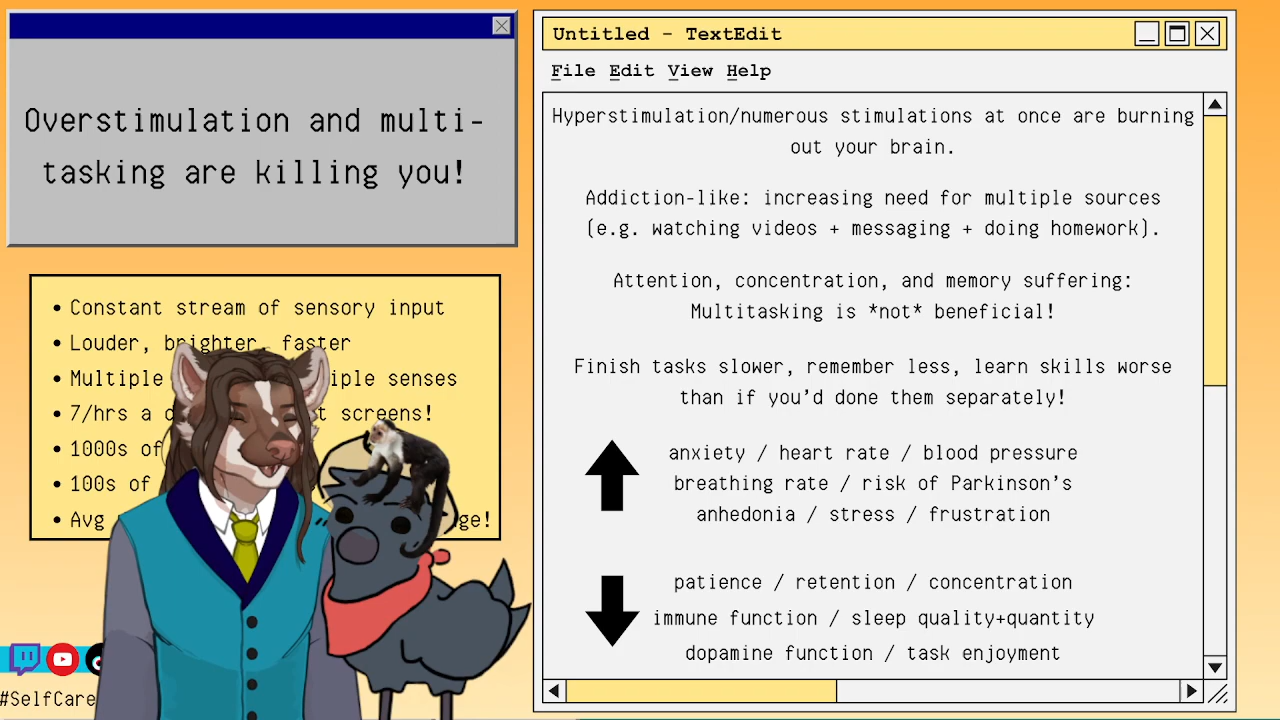 Overstimulation and multi-
tasking are killing you!
• Constant stream of sensory input
• Louder, brighter, faster
• Multiple iple senses
• 7/hrs a t screens!
• 1000s of
• 100s of
• Avg ge!
#SelfCare
Untitled - TextEdit
File Edit View Help
Hyperstimulation/numerous stimulations at once are burning
out your brain.
Addiction-like: increasing need for multiple sources
(e.g. watching videos + messaging + doing homework).
Attention, concentration, and memory suffering:
Multitasking is *not* beneficial!
Finish tasks slower, remember less, learn skills worse
than if you'd done them separately!
anxiety / heart rate / blood pressure
breathing rate / risk of Parkinson's
anhedonia / stress / frustration
patience / retention / concentration
immune function / sleep quality+quantity
dopamine function / task enjoyment